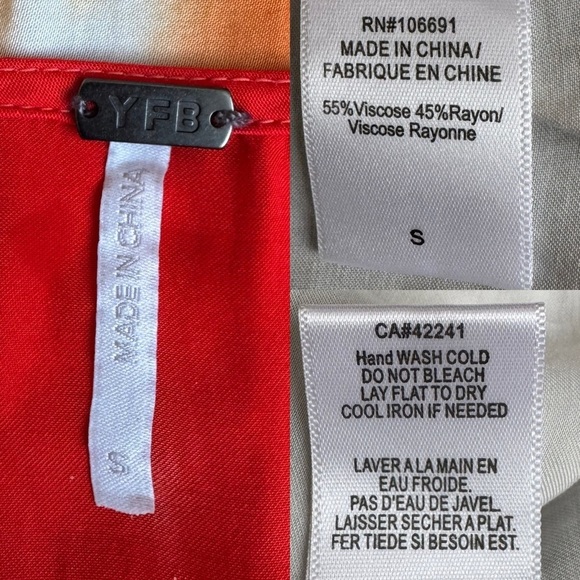 YFB
MADE IN CHINA
S
RN#106691
MADE IN CHINA/
FABRIQUE EN CHINE
55%Viscose 45%Rayon/
Viscose Rayonne
S
CA#42241
Hand WASH COLD
DO NOT BLEACH
LAY FLAT TO DRY
COOL IRON IF NEEDED
LAVER A LA MAIN EN
EAU FROIDE.
PAS D'EAU DE JAVEL.
LAISSER SECHER A PLAT.
FER TIEDE SI BESOIN EST.